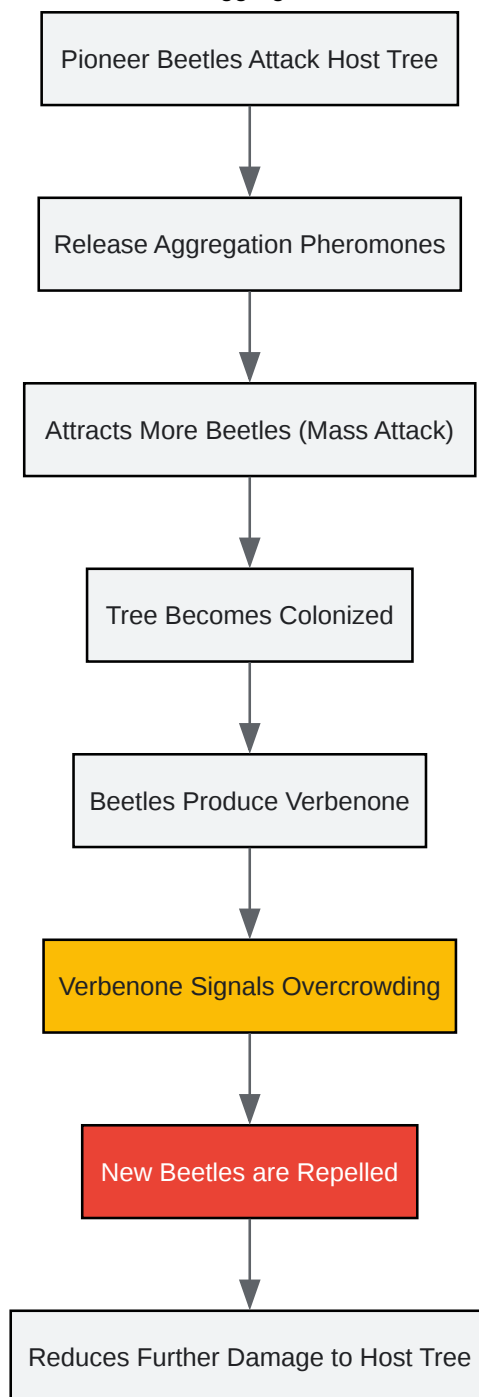 Pioneer Beetles Attack Host Tree
Release Aggregation Pheromones
Attracts More Beetles (Mass Attack)
Tree Becomes Colonized
Beetles Produce Verbenone
Verbenone Signals Overcrowding
New Beetles are Repelled
Reduces Further Damage to Host Tree